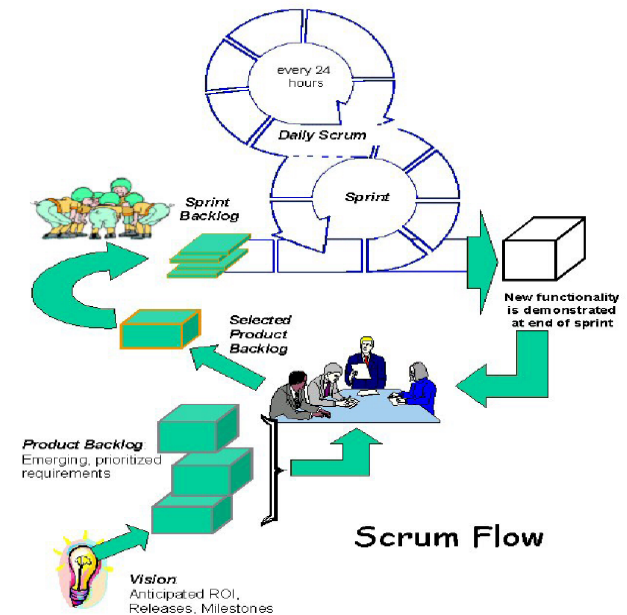 every 24
hours
Daily Scrum
Sprint
Sprint
Backlog
New functionality
is demonstrated
at end of sprint
Selected
Product
Backlog
Product Backlog:
Emerging, prioritized
requirements
Scrum Flow
Vision:
Anticipated ROI,
Releases, Milestones